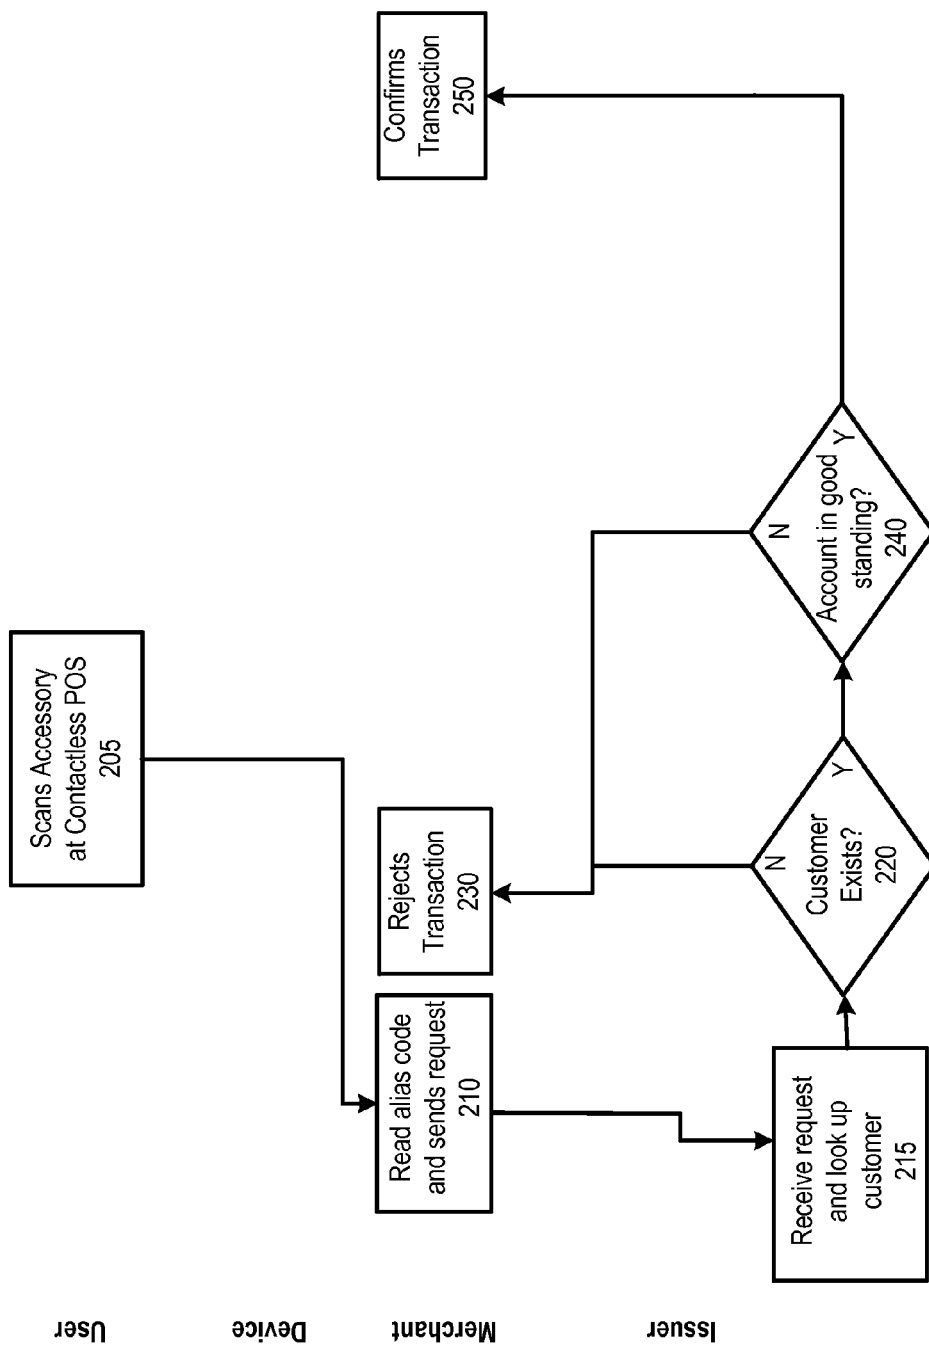 User
Device
Merchant
Issuer
Scans Accessory
at Contactless POS
205
Read alias code
and sends request
210
Receive request
and look up
customer
215
Customer
Exists?
220
N
Y
Rejects
Transaction
230
Account in good
standing?
240
N
Y
Confirms
Transaction
250